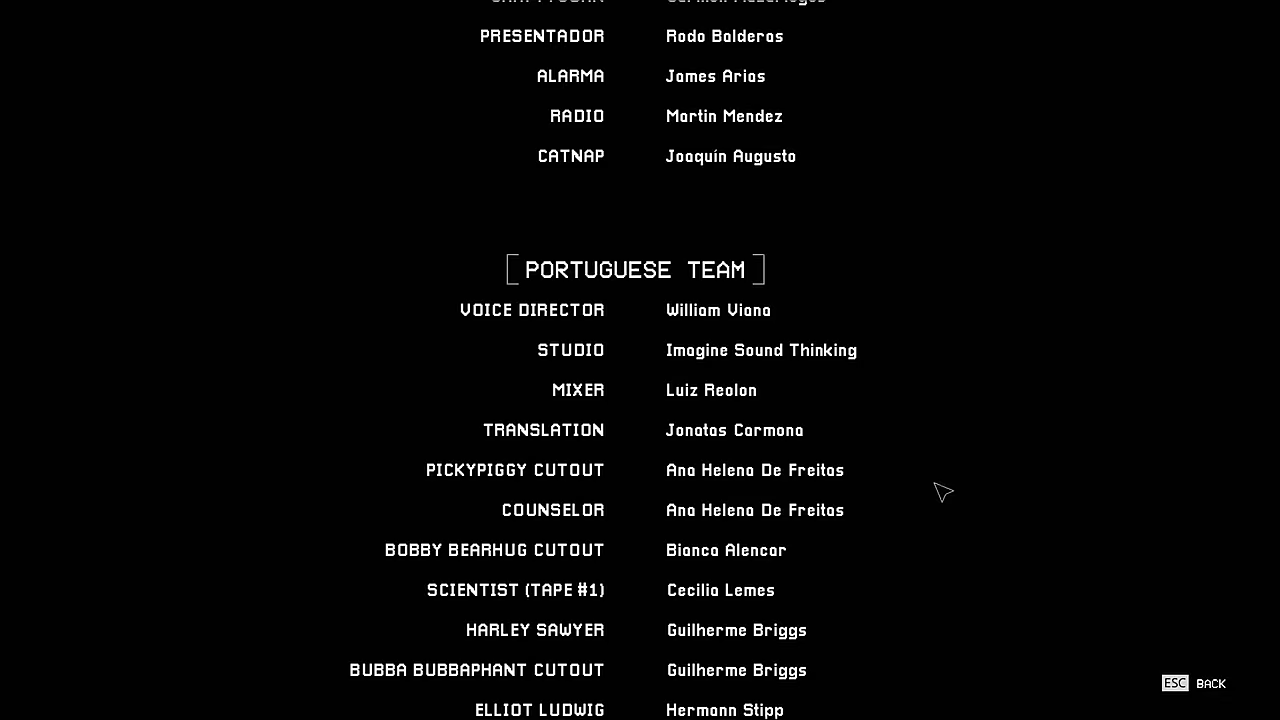 PRESENTADOR Rodo Balderas
ALARMA James Arias
RADIO Martin Mendez
CATNAP Joaquín Augusto
[PORTUGUESE TEAM]
VOICE DIRECTOR William Viana
STUDIO Imagine Sound Thinking
MIXER Luiz Reolon
TRANSLATION Jonatas Carmona
PICKYPIGGY CUTOUT Ana Helena De Freitas
COUNSELOR Ana Helena De Freitas
BOBBY BEARHUG CUTOUT Bianca Alencar
SCIENTIST (TAPE #1) Cecilia Lemes
HARLEY SAWYER Guilherme Briggs
BUBBA BUBBAPHANT CUTOUT Guilherme Briggs
ELLIOT LUDWIG Hermann Stipp
ESC BACK